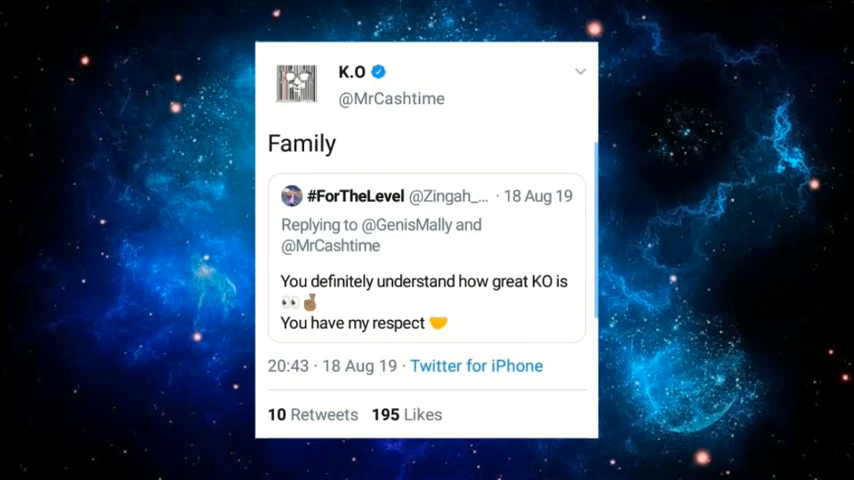 K.O
@MrCashtime
Family
#ForTheLevel @Zingah_... · 18 Aug 19
Replying to @GenisMally and
@MrCashtime
You definitely understand how great KO is
👀🤞🏽
You have my respect 🤝
20:43 · 18 Aug 19 · Twitter for iPhone
10 Retweets 195 Likes